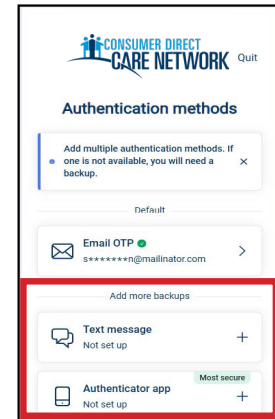 CONSUMER DIRECT
CARE NETWORK
Quit
Authentication methods
Add multiple authentication methods. If
one is not available, you will need a
backup.
Default
Email OTP
s*******n@mailinator.com
Add more backups
Text message
Not set up
Most secure
Authenticator app
Not set up